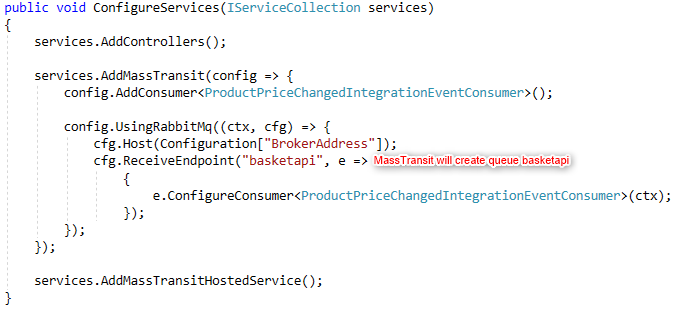 public void ConfigureServices(IServiceCollection services)
{
    services.AddControllers();

    services.AddMassTransit(config => {
        config.AddConsumer<ProductPriceChangedIntegrationEventConsumer>();

        config.UsingRabbitMq((ctx, cfg) => {
            cfg.Host(Configuration["BrokerAddress"]);
            cfg.ReceiveEndpoint("basketapi", e => MassTransit will create queue basketapi
                {
                    e.ConfigureConsumer<ProductPriceChangedIntegrationEventConsumer>(ctx);
                });
        });
    });

    services.AddMassTransitHostedService();
}